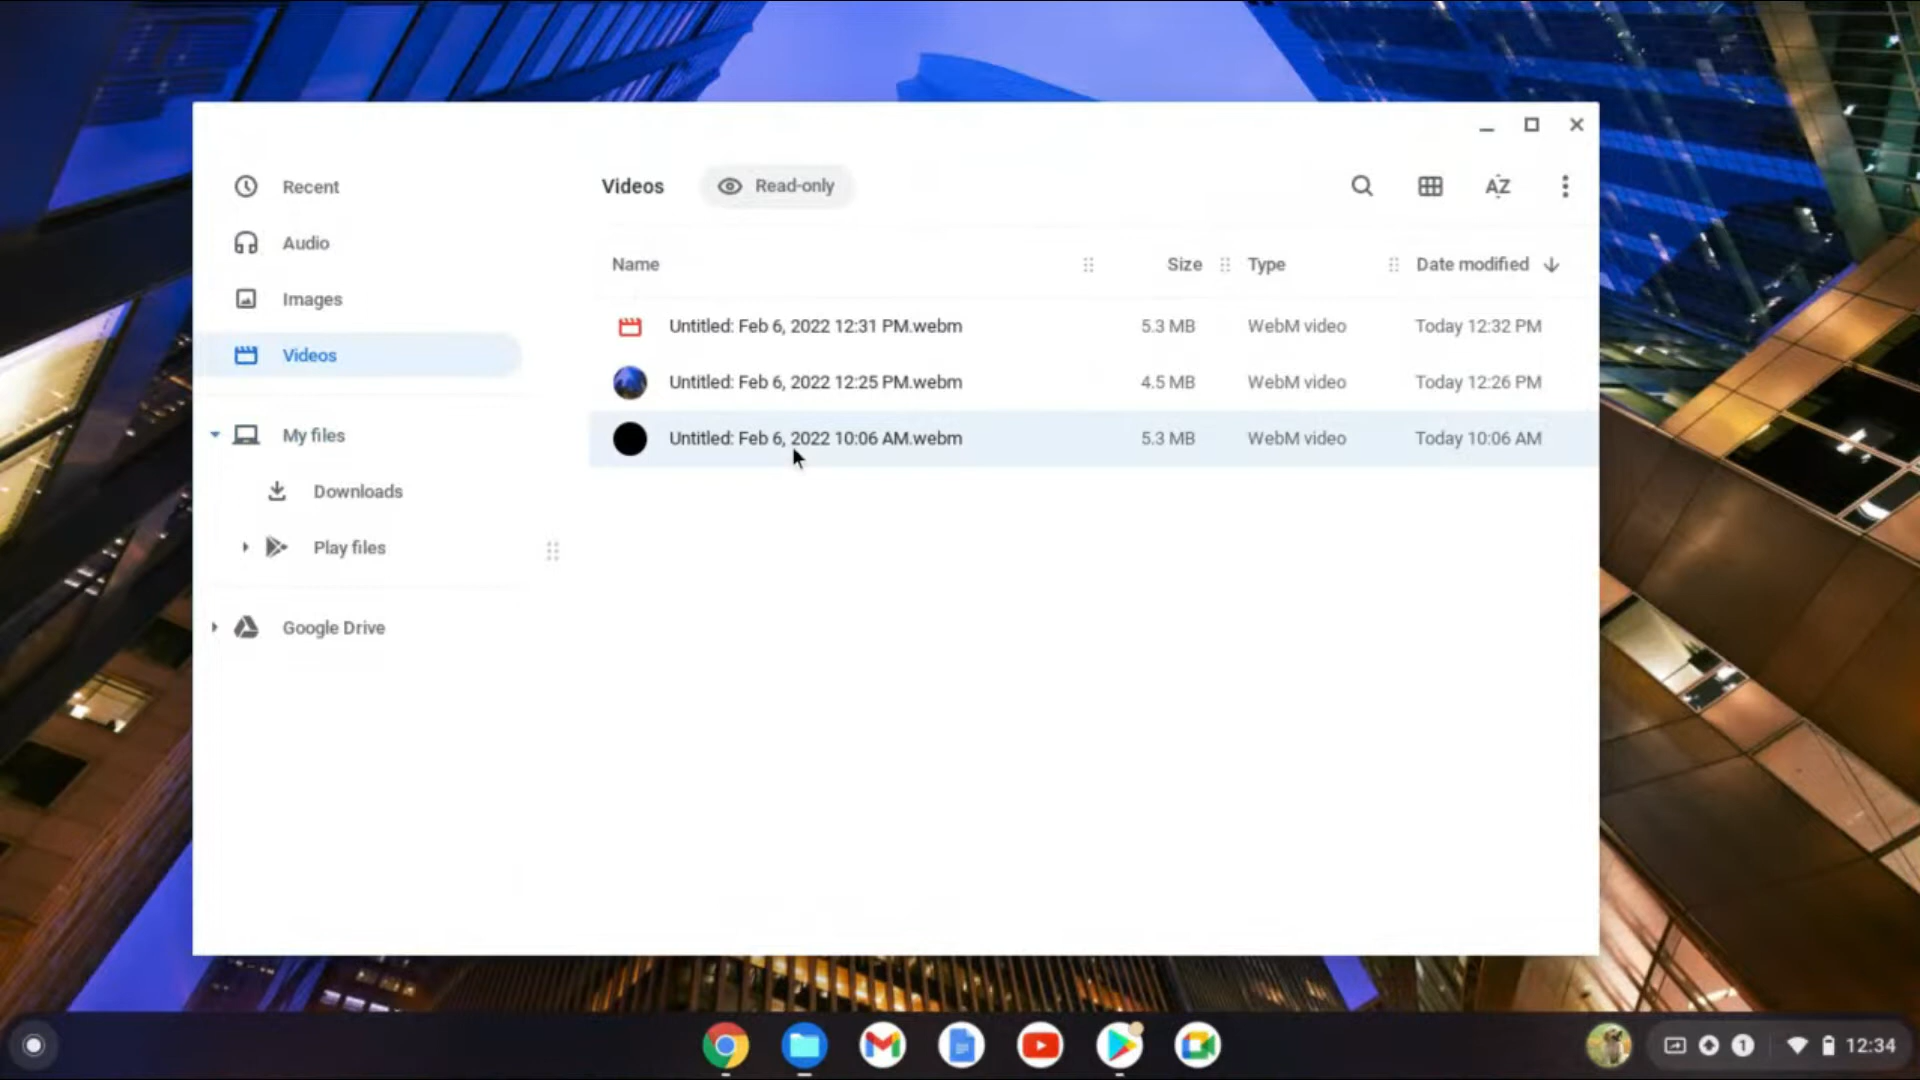 Recent
Audio
Images
Videos
My files
Downloads
Play files
Google Drive
Videos
Read-only
AZ
Name Size Type Date modified
Untitled: Feb 6, 2022 12:31 PM.webm 5.3 MB WebM video Today 12:32 PM
Untitled: Feb 6, 2022 12:25 PM.webm 4.5 MB WebM video Today 12:26 PM
Untitled: Feb 6, 2022 10:06 AM.webm 5.3 MB WebM video Today 10:06 AM
1 12:34